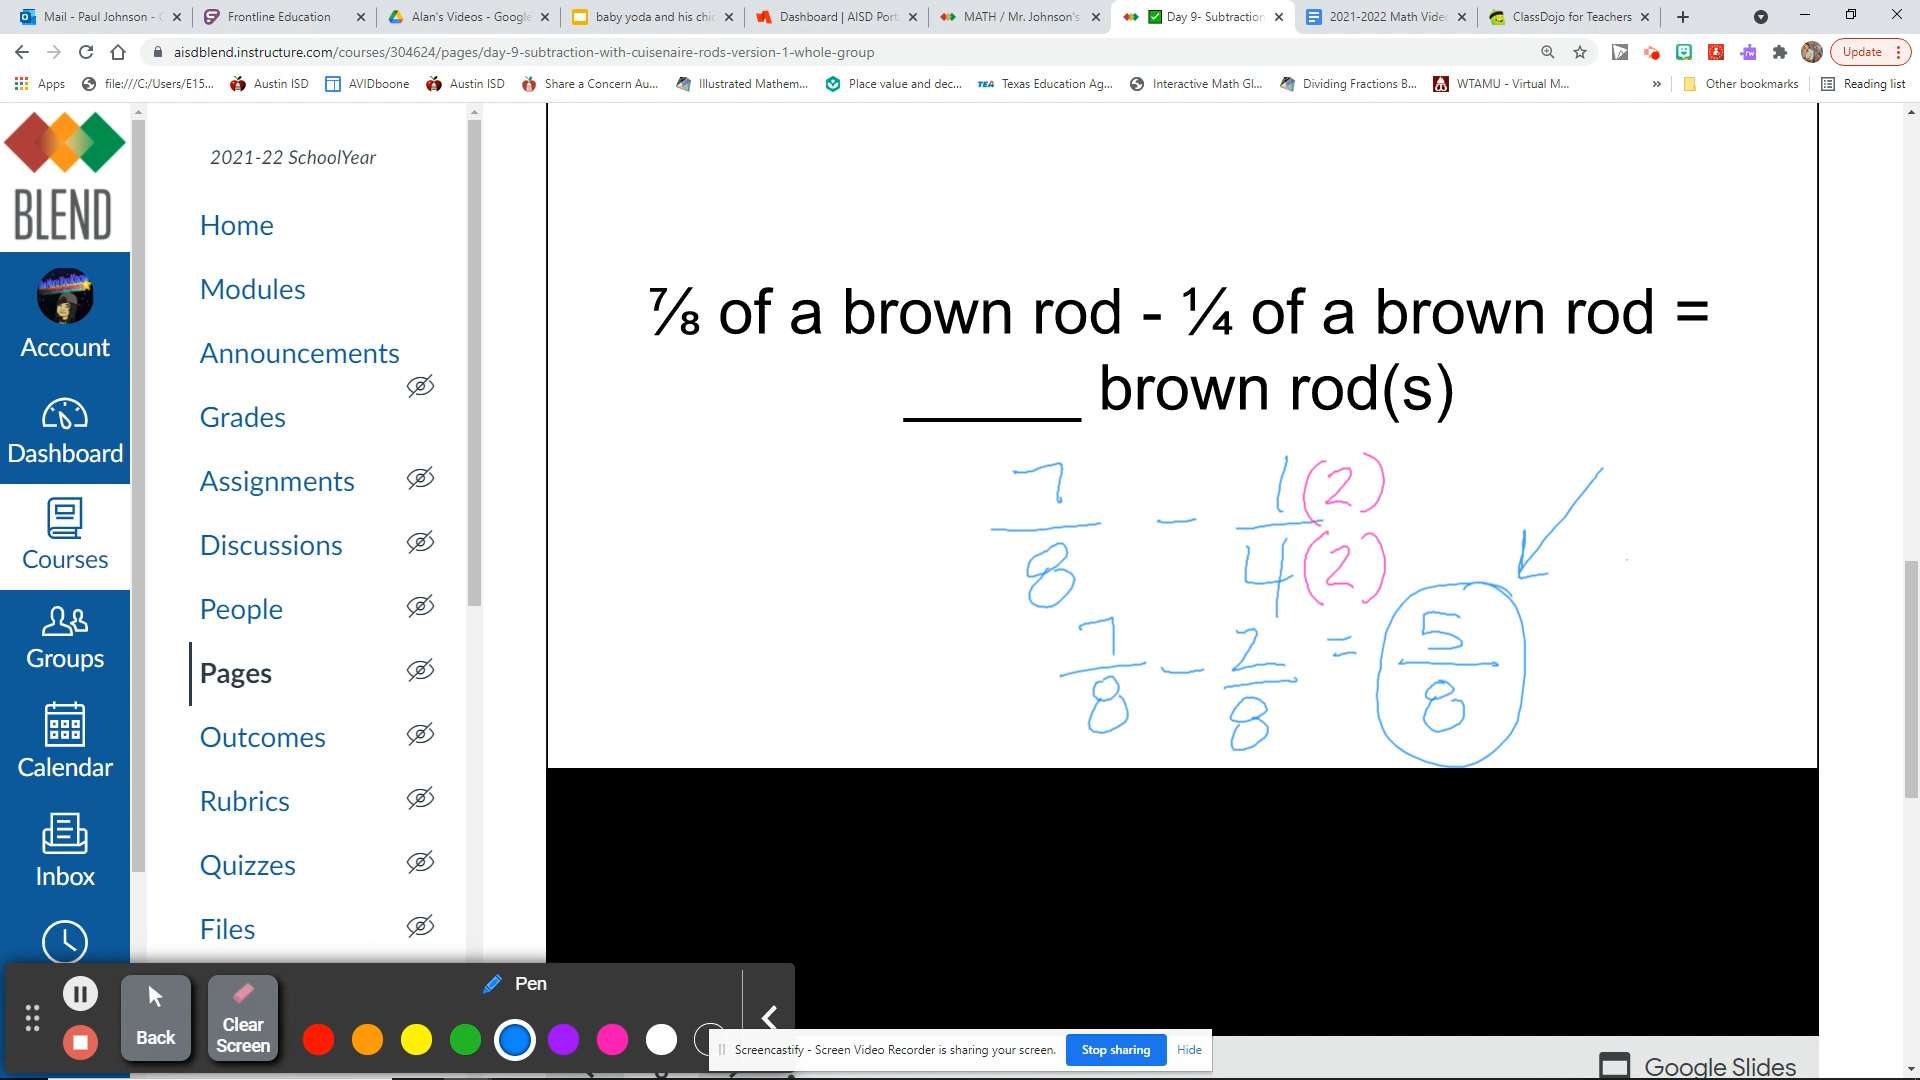 Mail - Paul Johnson - 
Frontline Education
Alan's Videos - Google
baby yoda and his chi
Dashboard | AISD Port
MATH / Mr. Johnson's
✅ Day 9- Subtraction
2021-2022 Math Vide
ClassDojo for Teachers
aisdblend.instructure.com/courses/304624/pages/day-9-subtraction-with-cuisenaire-rods-version-1-whole-group
Update
Apps
file:///C:/Users/E15...
Austin ISD
AVIDboone
Austin ISD
Share a Concern Au...
Illustrated Mathem...
Place value and dec...
TEA Texas Education Ag...
Interactive Math Gl...
Dividing Fractions B...
WTAMU - Virtual M...
»
Other bookmarks
Reading list
BLEND
Account
Dashboard
Courses
Groups
Calendar
Inbox
2021-22 SchoolYear
Home
Modules
Announcements
Grades
Assignments
Discussions
People
Pages
Outcomes
Rubrics
Quizzes
Files
⅞ of a brown rod - ¼ of a brown rod =
_____ brown rod(s)
7/8 - 1(2)/4(2)
7/8 - 2/8 = 5/8
Back
Clear
Screen
Pen
Screencastify - Screen Video Recorder is sharing your screen.
Stop sharing
Hide
Google Slides